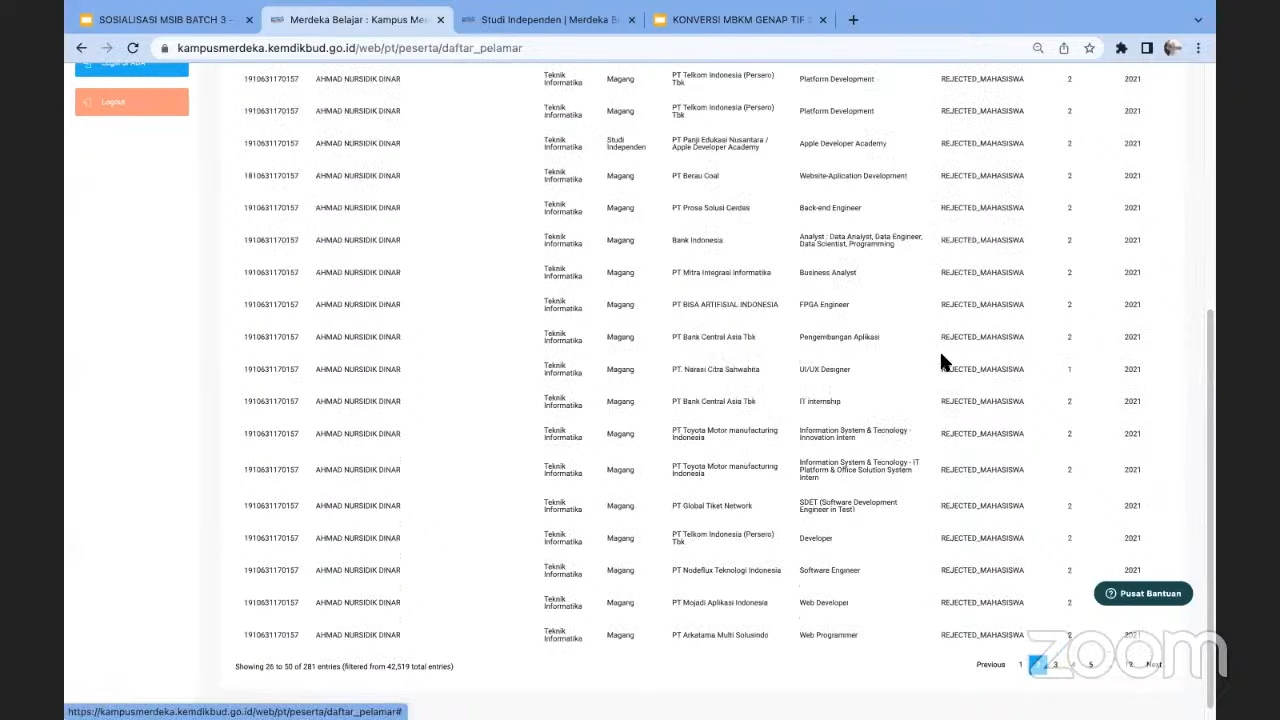 SOSIALISASI MSIB BATCH 3 -
Merdeka Belajar : Kampus Me
Studi Independen | Merdeka B
KONVERSI MBKM GENAP TIF
kampusmerdeka.kemdikbud.go.id/web/pt/peserta/daftar_pelamar
Logout
1910631170157 AHMAD NURSIDIK DINAR Teknik Informatika Magang PT Telkom Indonesia (Persero) Tbk Platform Development REJECTED_MAHASISWA 2 2021
1910631170157 AHMAD NURSIDIK DINAR Teknik Informatika Magang PT Telkom Indonesia (Persero) Tbk Platform Development REJECTED_MAHASISWA 2 2021
1910631170157 AHMAD NURSIDIK DINAR Teknik Informatika Studi Independen PT Panji Edukasi Nusantara / Apple Developer Academy Apple Developer Academy REJECTED_MAHASISWA 2 2021
1810631170157 AHMAD NURSIDIK DINAR Teknik Informatika Magang PT Berau Coal Website-Aplication Development REJECTED_MAHASISWA 2 2021
1910631170157 AHMAD NURSIDIK DINAR Teknik Informatika Magang PT Prosa Solusi Cerdas Back-end Engineer REJECTED_MAHASISWA 2 2021
1910631170157 AHMAD NURSIDIK DINAR Teknik Informatika Magang Bank Indonesia Analyst : Data Analyst, Data Engineer, Data Scientist, Programming REJECTED_MAHASISWA 2 2021
1910631170157 AHMAD NURSIDIK DINAR Teknik Informatika Magang PT Mitra Integrasi Informatika Business Analyst REJECTED_MAHASISWA 2 2021
1910631170157 AHMAD NURSIDIK DINAR Teknik Informatika Magang PT BISA ARTIFISIAL INDONESIA FPGA Engineer REJECTED_MAHASISWA 2 2021
1910631170157 AHMAD NURSIDIK DINAR Teknik Informatika Magang PT Bank Central Asia Tbk Pengembangan Aplikasi REJECTED_MAHASISWA 2 2021
1910631170157 AHMAD NURSIDIK DINAR Teknik Informatika Magang PT. Narasi Citra Sahwahita UI/UX Designer REJECTED_MAHASISWA 1 2021
1910631170157 AHMAD NURSIDIK DINAR Teknik Informatika Magang PT Bank Central Asia Tbk IT internship REJECTED_MAHASISWA 2 2021
1910631170157 AHMAD NURSIDIK DINAR Teknik Informatika Magang PT Toyota Motor manufacturing Indonesia Information System & Tecnology - Innovation Intern REJECTED_MAHASISWA 2 2021
1910631170157 AHMAD NURSIDIK DINAR Teknik Informatika Magang PT Toyota Motor manufacturing Indonesia Information System & Tecnology - IT Platform & Office Solution System Intern REJECTED_MAHASISWA 2 2021
1910631170157 AHMAD NURSIDIK DINAR Teknik Informatika Magang PT Global Tiket Network SDET (Software Development Engineer in Test) REJECTED_MAHASISWA 2 2021
1910631170157 AHMAD NURSIDIK DINAR Teknik Informatika Magang PT Telkom Indonesia (Persero) Tbk Developer REJECTED_MAHASISWA 2 2021
1910631170157 AHMAD NURSIDIK DINAR Teknik Informatika Magang PT Nodeflux Teknologi Indonesia Software Engineer REJECTED_MAHASISWA 2 2021
Pusat Bantuan
1910631170157 AHMAD NURSIDIK DINAR Teknik Informatika Magang PT Mojadi Aplikasi Indonesia Web Developer REJECTED_MAHASISWA 2
1910631170157 AHMAD NURSIDIK DINAR Teknik Informatika Magang PT Arkatama Multi Solusindo Web Programmer REJECTED_MAHASISWA 2 2021
Showing 26 to 50 of 281 entries (filtered from 42,519 total entries)
Previous 1 2 3 4 5 12 Next
zoom
https://kampusmerdeka.kemdikbud.go.id/web/pt/peserta/daftar_pelamar#